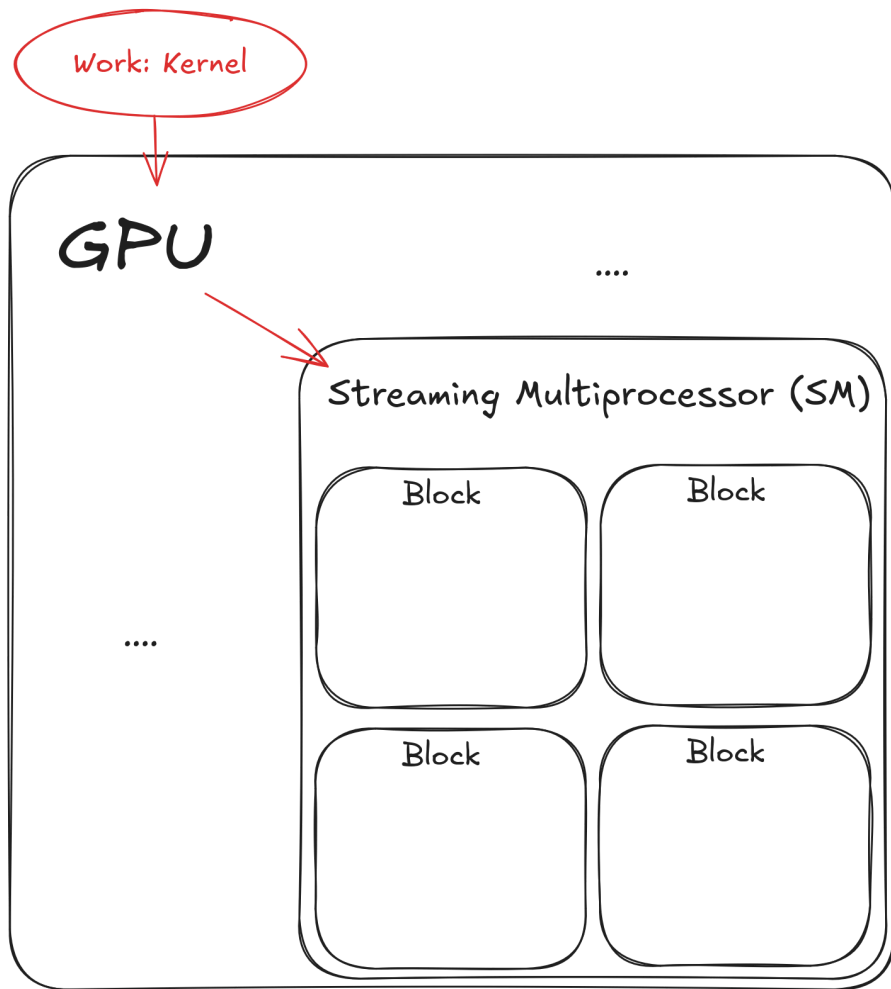 Work: Kernel
GPU
....
Streaming Multiprocessor (SM)
Block
Block
....
Block
Block